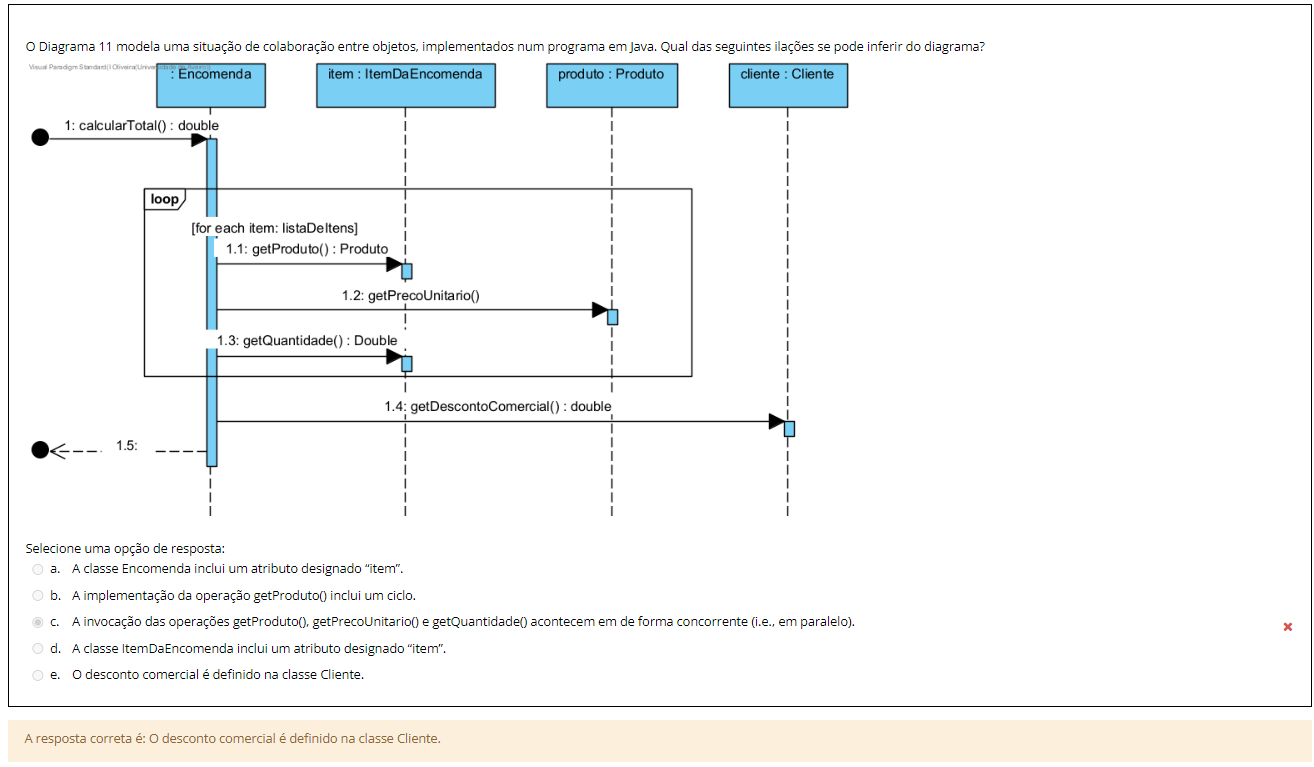 O Diagrama 11 modela uma situação de colaboração entre objetos, implementados num programa em Java. Qual das seguintes ilações se pode inferir do diagrama?
Visual Paradigm Standard(I Oliveira(Universidade de Aveiro))
: Encomenda
item : ItemDaEncomenda
produto : Produto
cliente : Cliente
1: calcularTotal() : double
loop
[for each item: listaDeItens]
1.1: getProduto() : Produto
1.2: getPrecoUnitario()
1.3: getQuantidade() : Double
1.4: getDescontoComercial() : double
1.5:
Selecione uma opção de resposta:
a. A classe Encomenda inclui um atributo designado “item”.
b. A implementação da operação getProduto() inclui um ciclo.
c. A invocação das operações getProduto(), getPrecoUnitario() e getQuantidade() acontecem em de forma concorrente (i.e., em paralelo).
d. A classe ItemDaEncomenda inclui um atributo designado “item”.
e. O desconto comercial é definido na classe Cliente.
A resposta correta é: O desconto comercial é definido na classe Cliente.